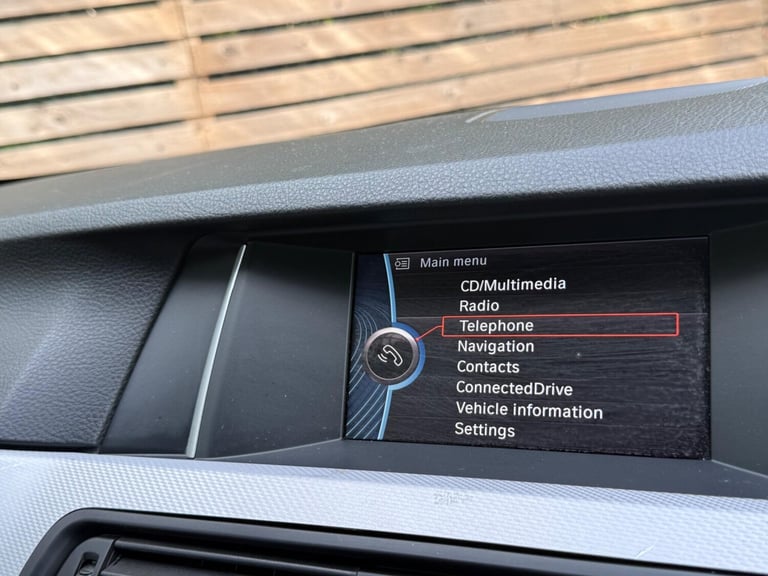 Main menu
CD/Multimedia
Radio
Telephone
Navigation
Contacts
ConnectedDrive
Vehicle information
Settings